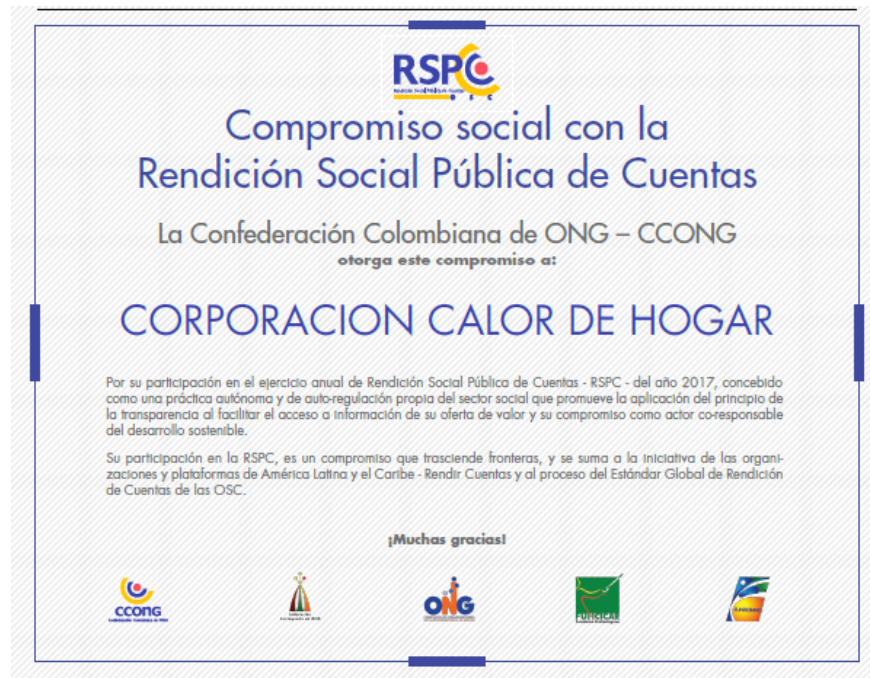 RSPC
Rendición Social Pública de Cuentas
O S C
Compromiso social con la
Rendición Social Pública de Cuentas
La Confederación Colombiana de ONG – CCONG
otorga este compromiso a:
CORPORACION CALOR DE HOGAR
Por su participación en el ejercicio anual de Rendición Social Pública de Cuentas - RSPC - del año 2017, concebido
como una práctica autónoma y de auto-regulación propia del sector social que promueve la aplicación del principio de
la transparencia al facilitar el acceso a información de su oferta de valor y su compromiso como actor co-responsable
del desarrollo sostenible.
Su participación en la RSPC, es un compromiso que trasciende fronteras, y se suma a la iniciativa de las organi-
zaciones y plataformas de América Latina y el Caribe - Rendir Cuentas y al proceso del Estándar Global de Rendición
de Cuentas de las OSC.
¡Muchas gracias!
ccong
ONG
FUNCICAR